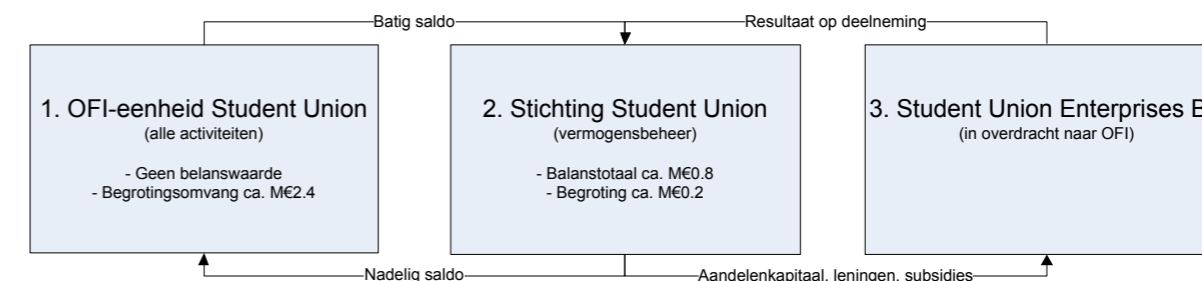 Batig saldo
Resultaat op deelneming
1. OFI-eenheid Student Union
(alle activiteiten)
- Geen belanswaarde
- Begrotingsomvang ca. M€2.4
2. Stichting Student Union
(vermogensbeheer)
- Balanstotaal ca. M€0.8
- Begroting ca. M€0.2
3. Student Union Enterprises B
(in overdracht naar OFI)
Nadelig saldo
Aandelenkapitaal, leningen, subsidies